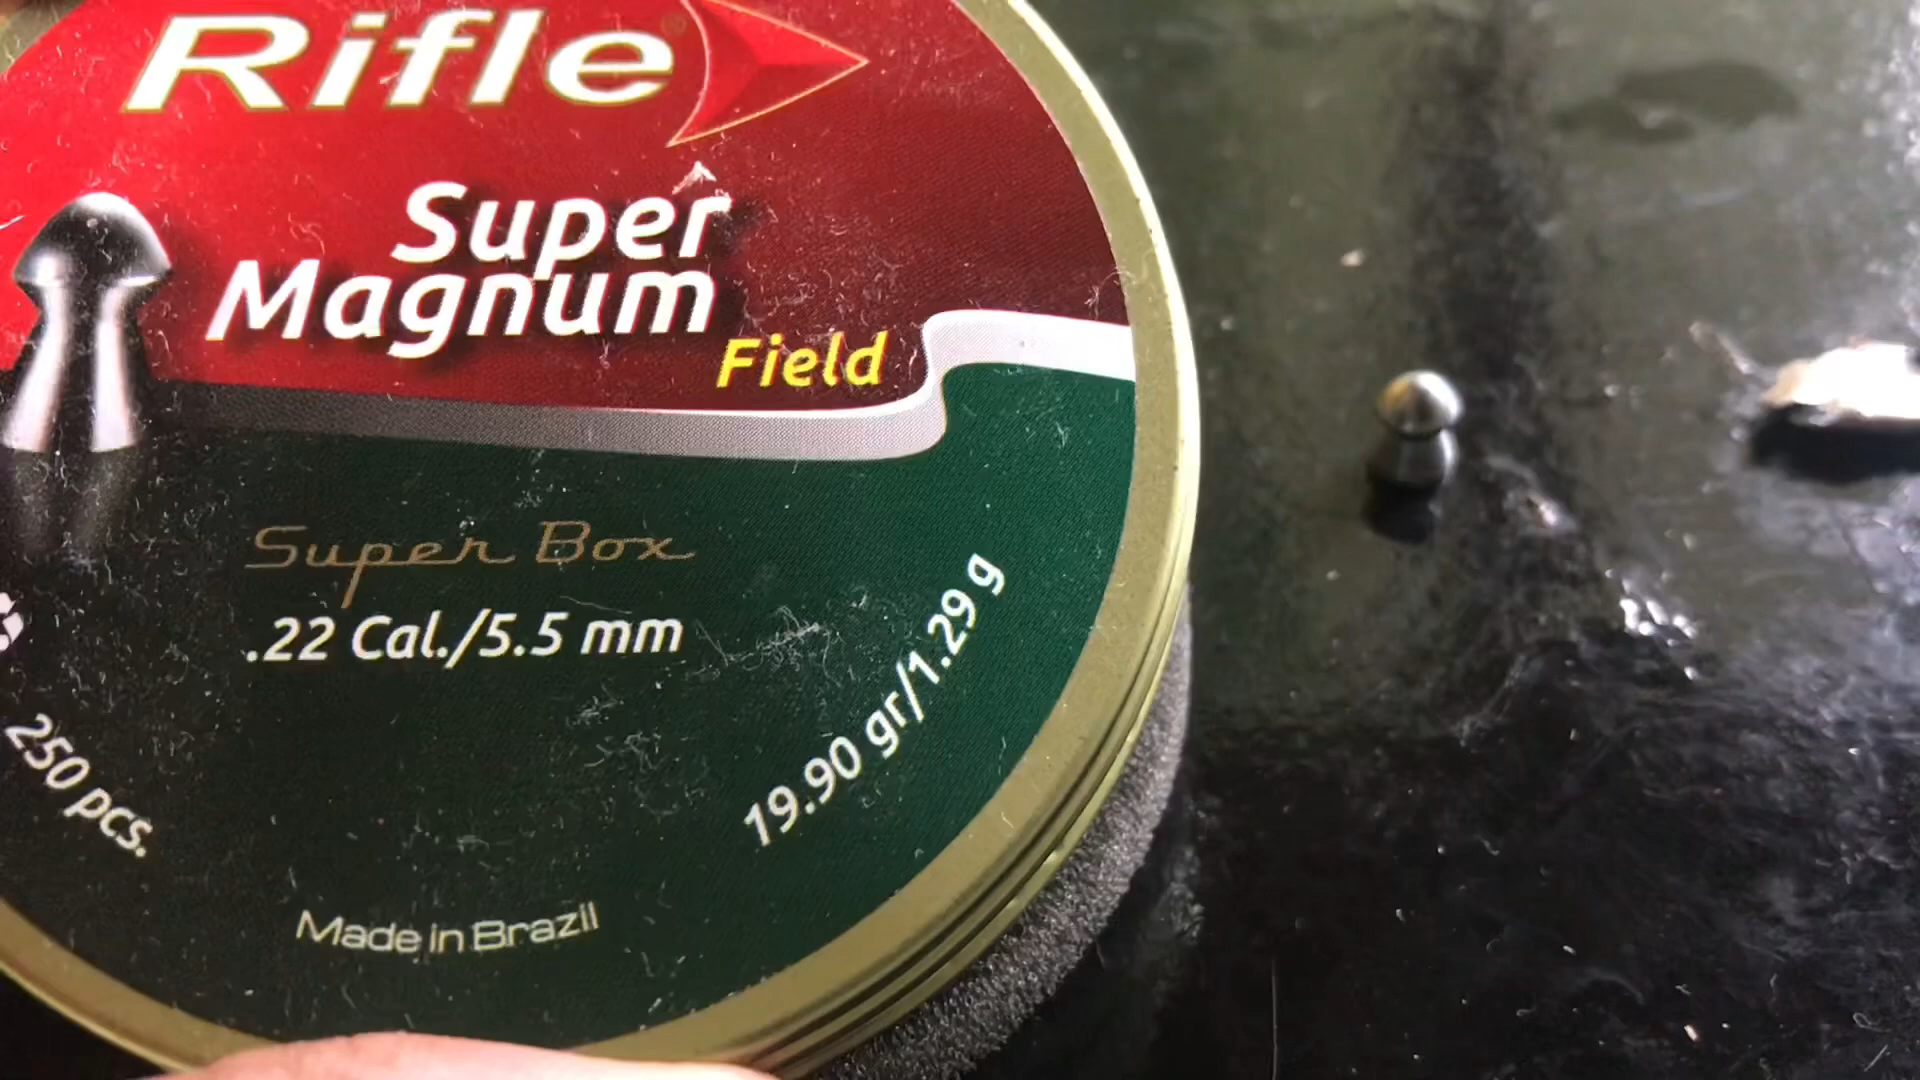 Rifle
Super
Magnum
Field
Super Box
.22 Cal./5.5 mm
250 pcs.
19.90 gr/1.29 g
Made in Brazil